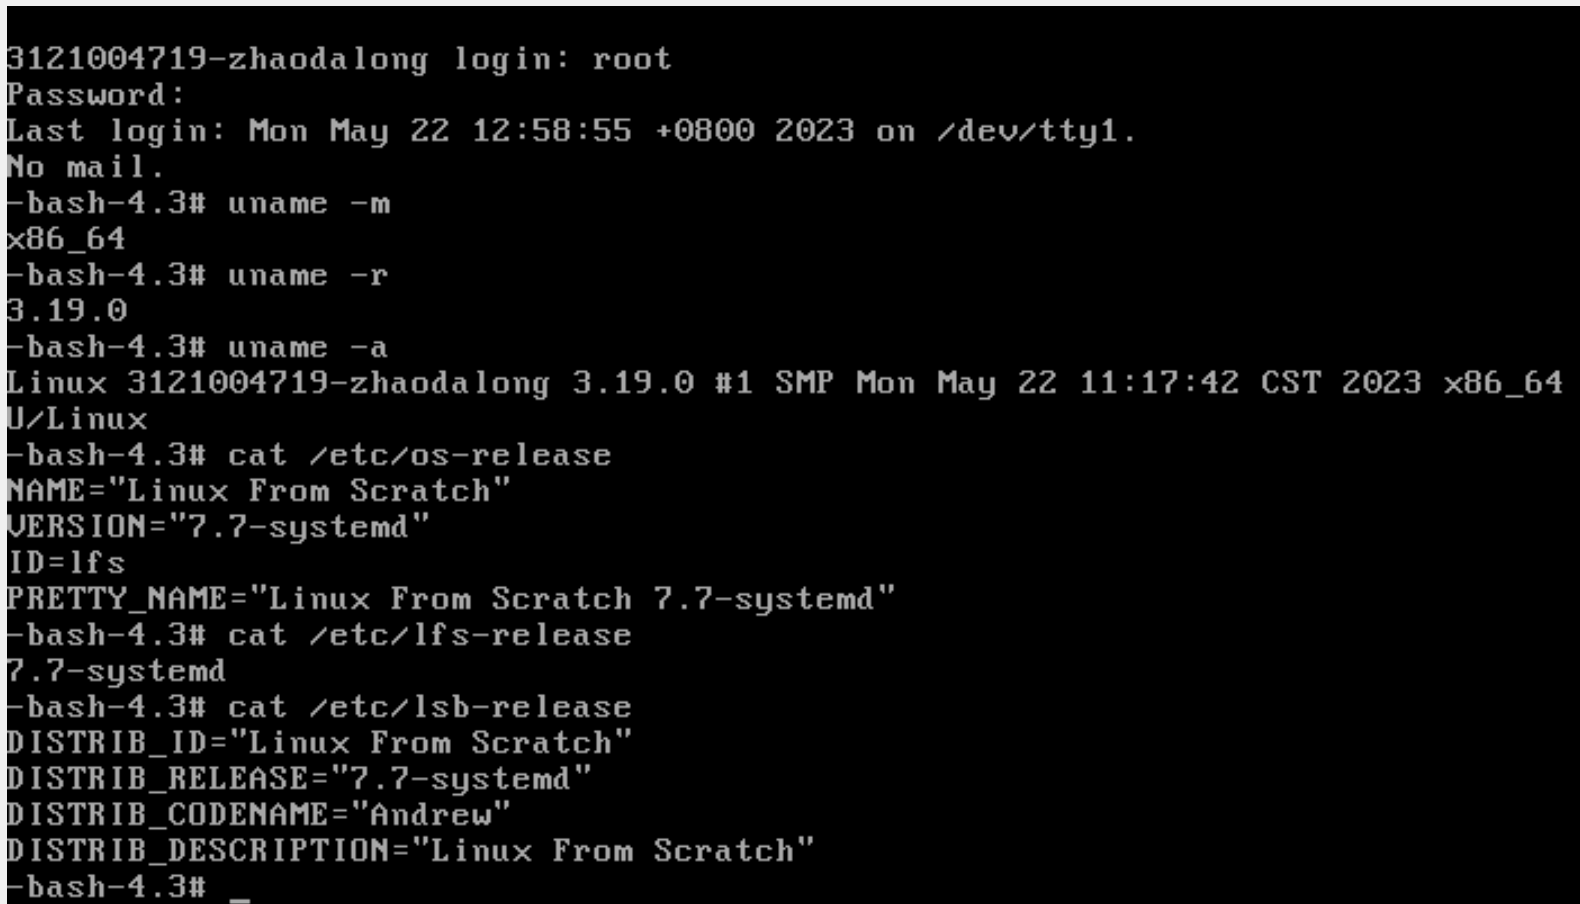 3121004719-zhaodalong login: root
Password:
Last login: Mon May 22 12:58:55 +0800 2023 on /dev/tty1.
No mail.
-bash-4.3# uname -m
x86_64
-bash-4.3# uname -r
3.19.0
-bash-4.3# uname -a
Linux 3121004719-zhaodalong 3.19.0 #1 SMP Mon May 22 11:17:42 CST 2023 x86_64
U/Linux
-bash-4.3# cat /etc/os-release
NAME="Linux From Scratch"
VERSION="7.7-systemd"
ID=lfs
PRETTY_NAME="Linux From Scratch 7.7-systemd"
-bash-4.3# cat /etc/lfs-release
7.7-systemd
-bash-4.3# cat /etc/lsb-release
DISTRIB_ID="Linux From Scratch"
DISTRIB_RELEASE="7.7-systemd"
DISTRIB_CODENAME="Andrew"
DISTRIB_DESCRIPTION="Linux From Scratch"
-bash-4.3# _